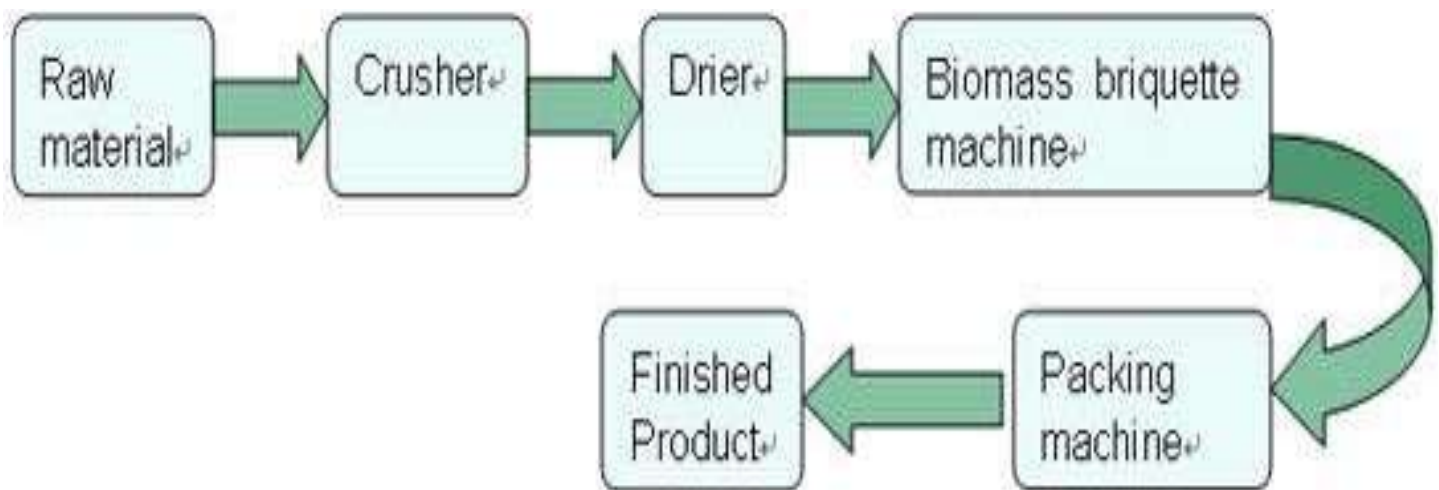 Raw
material↵
Crusher↵
Drier↵
Biomass briquette
machine↵
Packing
machine↵
Finished
Product↵